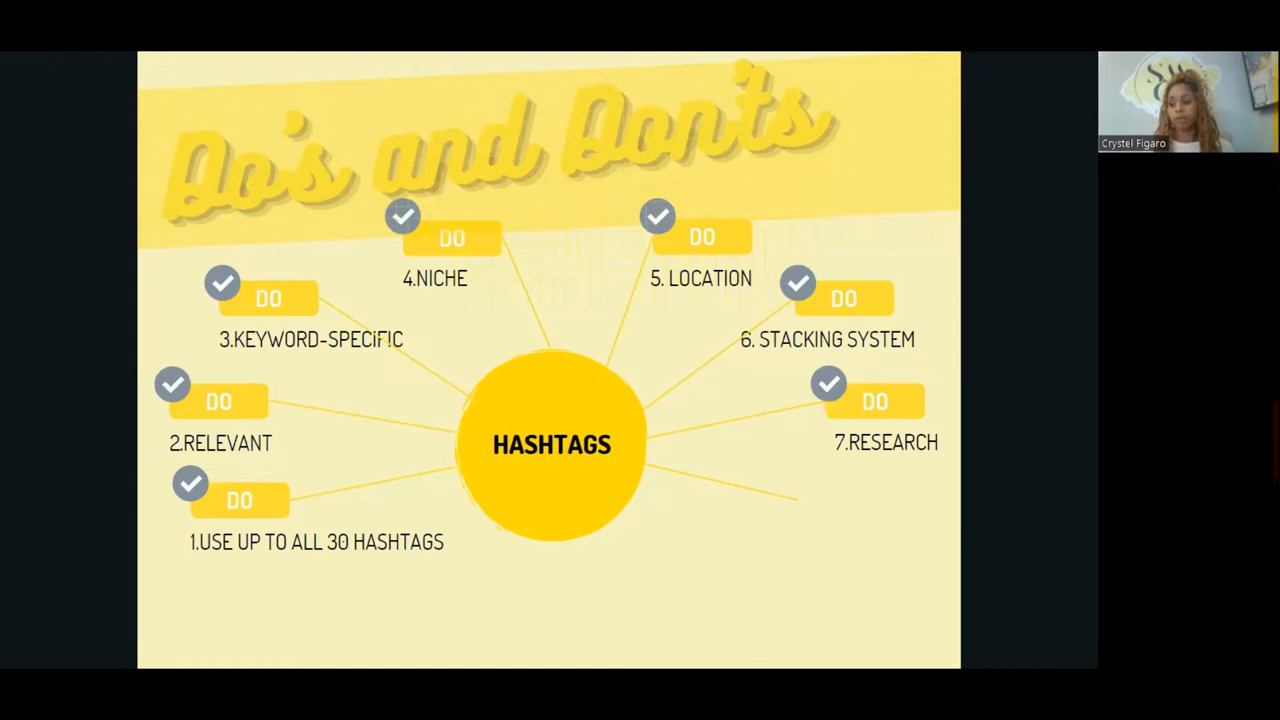 Do's and Don'ts
DO
4.NICHE
DO
5. LOCATION
DO
3.KEYWORD-SPECIFIC
DO
6. STACKING SYSTEM
DO
2.RELEVANT
DO
7.RESEARCH
HASHTAGS
DO
1.USE UP TO ALL 30 HASHTAGS
Crystel Figaro